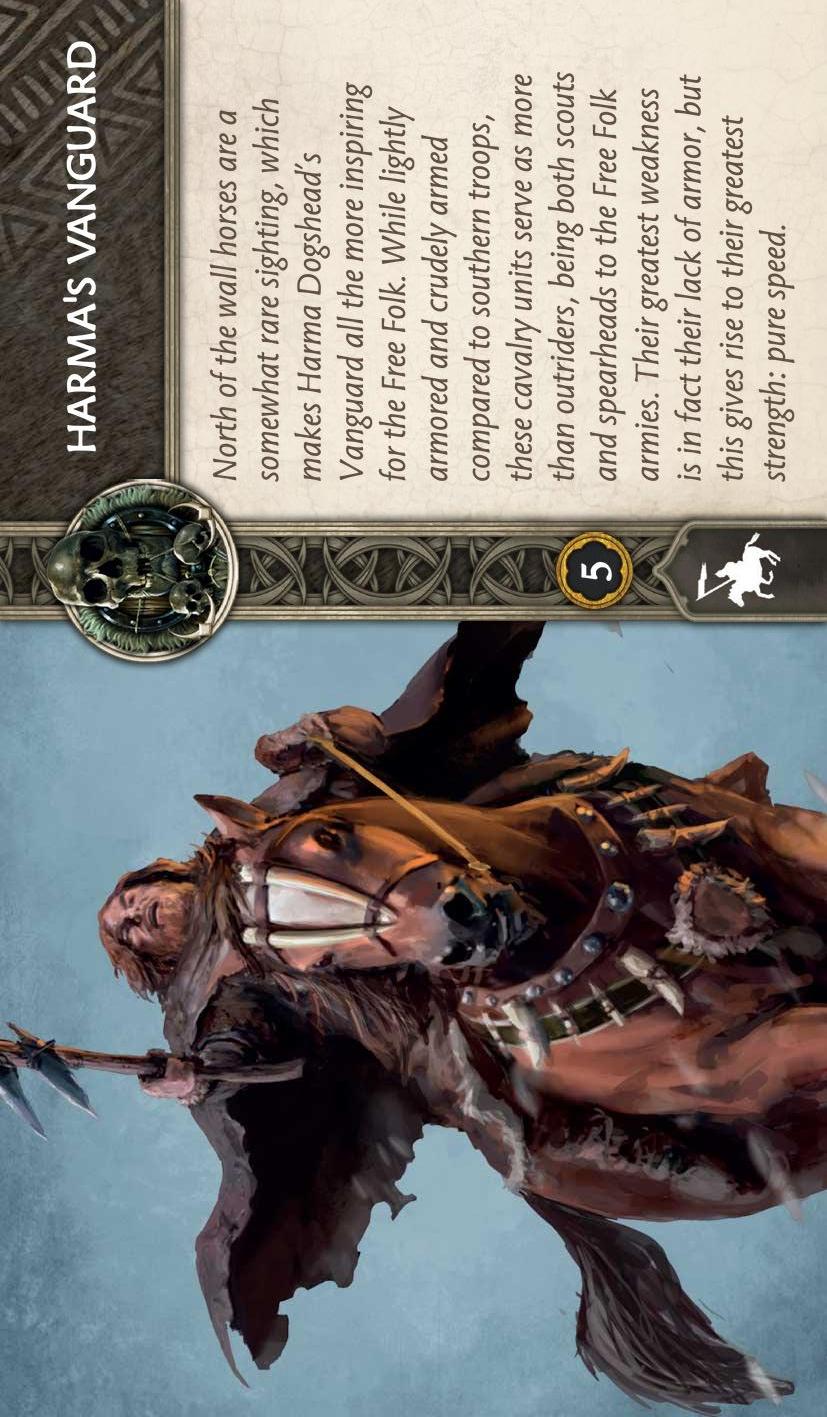 HARMA'S VANGUARD
North of the wall horses are a
somewhat rare sighting, which
makes Harma Dogshead's
Vanguard all the more inspiring
for the Free Folk. While lightly
armored and crudely armed
compared to southern troops,
these cavalry units serve as more
than outriders, being both scouts
and spearheads to the Free Folk
armies. Their greatest weakness
is in fact their lack of armor, but
this gives rise to their greatest
strength: pure speed.
5